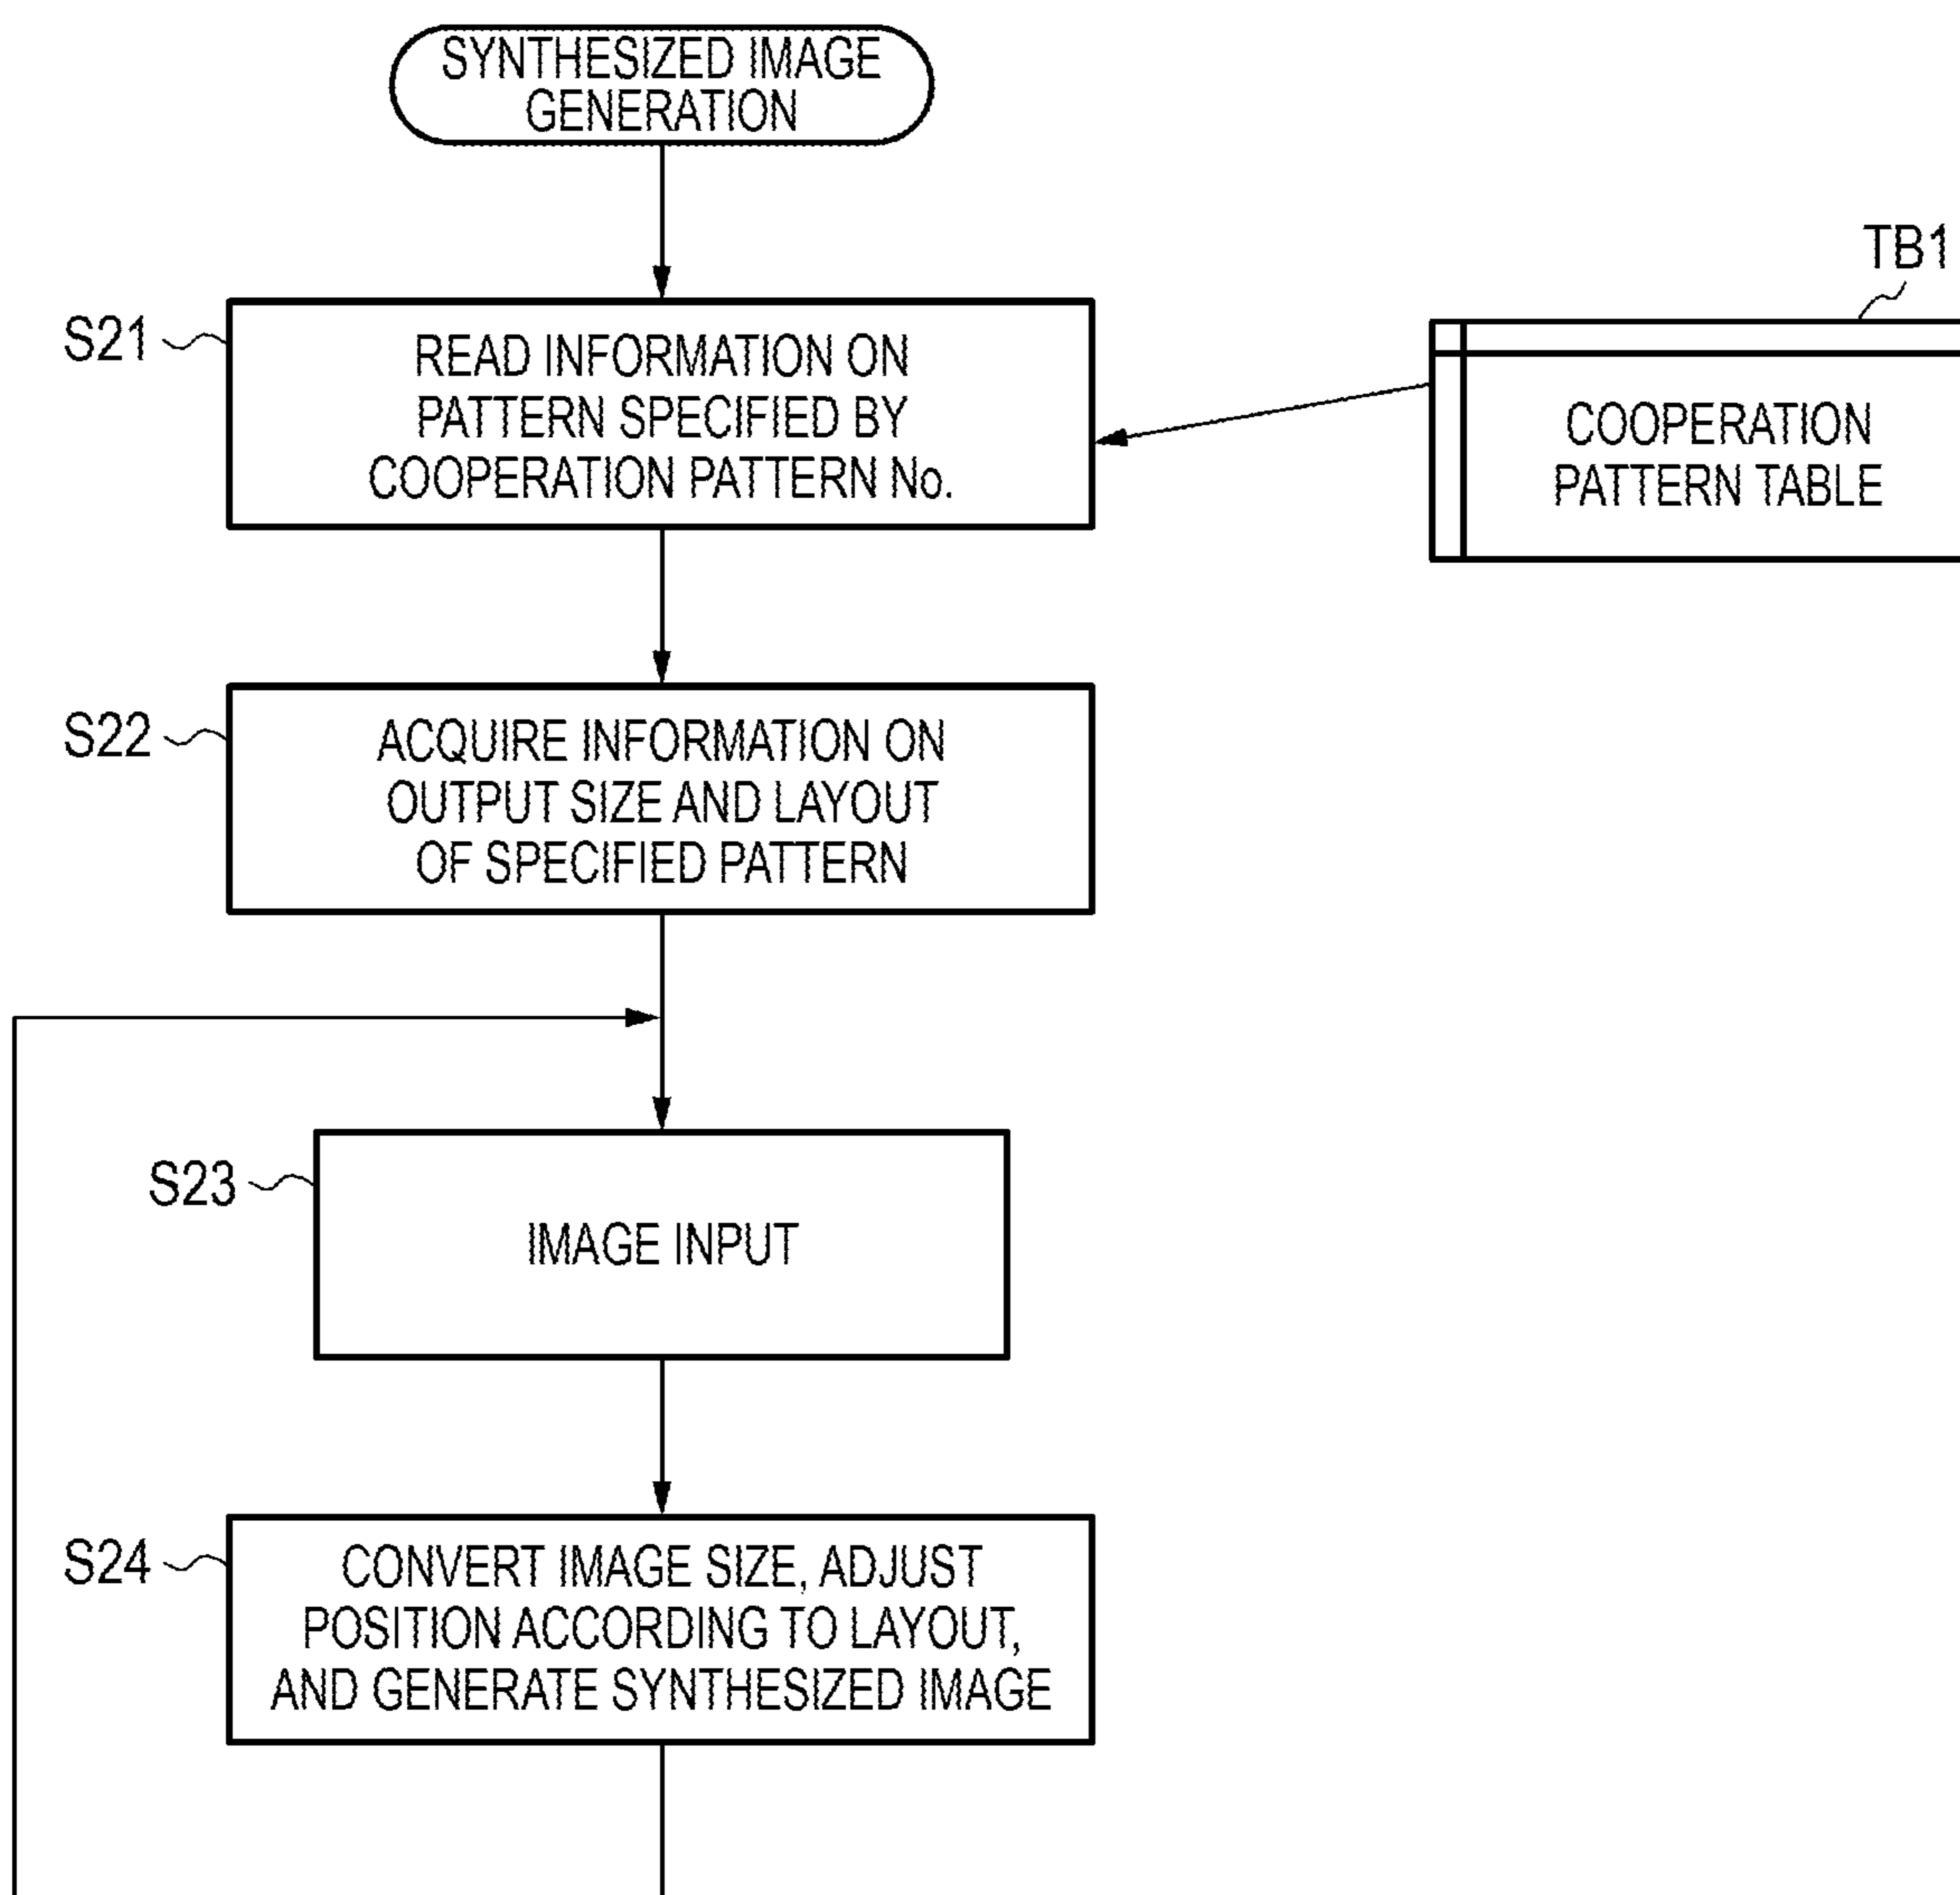 SYNTHESIZED IMAGE
GENERATION
TB1
S21
READ INFORMATION ON
PATTERN SPECIFIED BY
COOPERATION PATTERN No.
COOPERATION
PATTERN TABLE
S22
ACQUIRE INFORMATION ON
OUTPUT SIZE AND LAYOUT
OF SPECIFIED PATTERN
S23
IMAGE INPUT
S24
CONVERT IMAGE SIZE, ADJUST
POSITION ACCORDING TO LAYOUT,
AND GENERATE SYNTHESIZED IMAGE